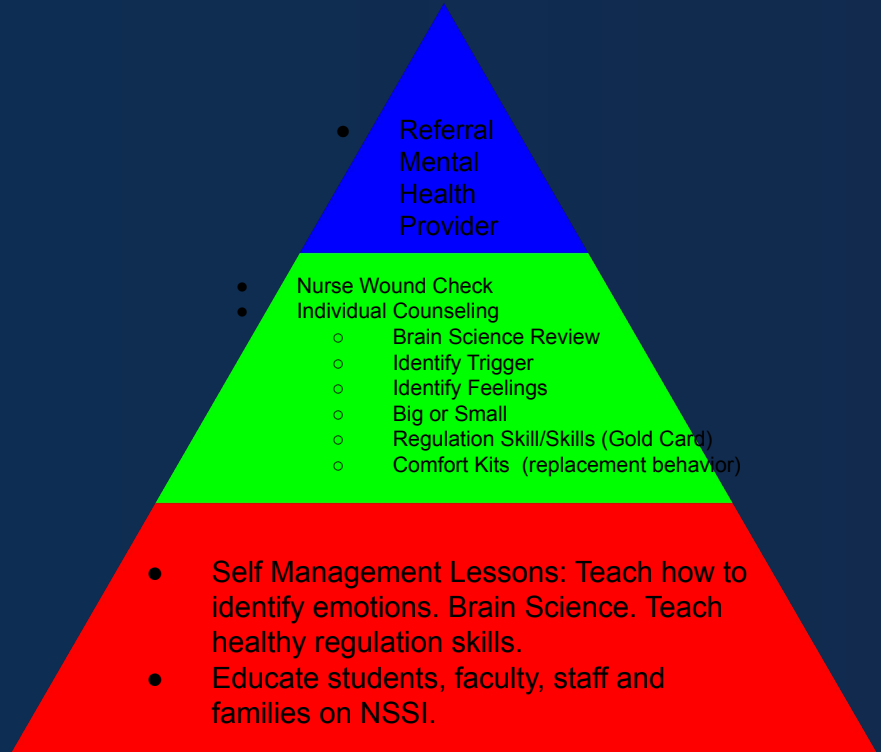 ● Referral
Mental
Health
Provider
● Nurse Wound Check
● Individual Counseling
○ Brain Science Review
○ Identify Trigger
○ Identify Feelings
○ Big or Small
○ Regulation Skill/Skills (Gold Card)
○ Comfort Kits (replacement behavior)
● Self Management Lessons: Teach how to
identify emotions. Brain Science. Teach
healthy regulation skills.
● Educate students, faculty, staff and
families on NSSI.